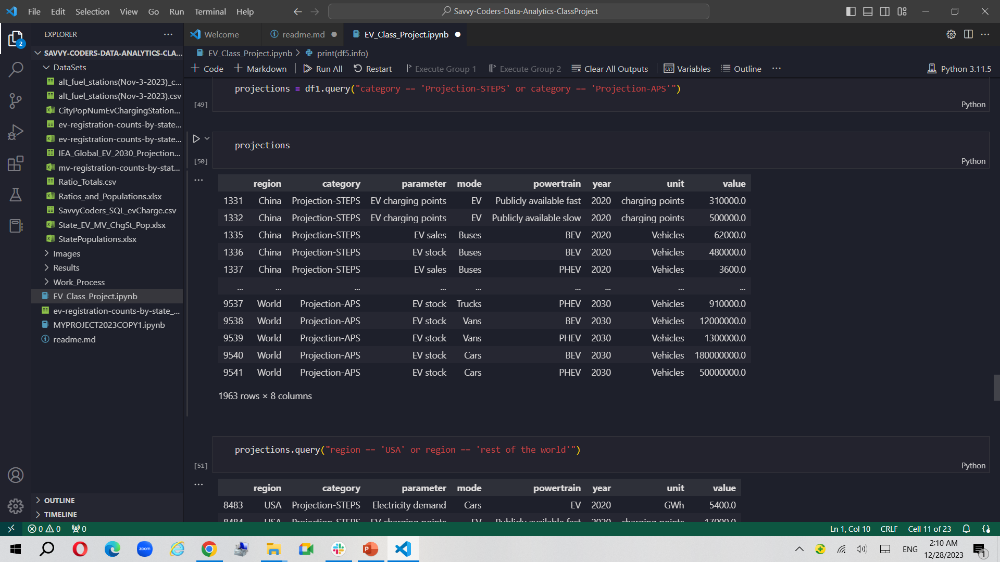 File Edit Selection View Go Run Terminal Help
Savvy-Coders-Data-Analytics-ClassProject
2
EXPLORER
SAVVY-CODERS-DATA-ANALYTICS-CLA...
DataSets
alt_fuel_stations(Nov-3-2023)_c...
alt_fuel_stations(Nov-3-2023).csv
CityPopNumEvChargingStation...
ev-registration-counts-by-state...
ev-registration-counts-by-state...
IEA_Global_EV_2030_Projection...
mv-registration-counts-by-stat...
Ratio_Totals.csv
Ratios_and_Populations.xlsx
SavvyCoders_SQL_evCharge.csv
State_EV_MV_ChgSt_Pop.xlsx
StatePopulations.xlsx
Images
Results
Work_Process
EV_Class_Project.ipynb
ev-registration-counts-by-state_...
MYPROJECT2023COPY1.ipynb
readme.md
OUTLINE
TIMELINE
Welcome readme.md EV_Class_Project.ipynb
EV_Class_Project.ipynb > print(df5.info)
Code Markdown Run All Restart Execute Group 1 Execute Group 2 Clear All Outputs Variables Outline ... Python 3.11.5
projections = df1.query("category == 'Projection-STEPS' or category == 'Projection-APS'")
[49] Python
projections
[50] Python
region category parameter mode powertrain year unit value
1331 China Projection-STEPS EV charging points EV Publicly available fast 2020 charging points 310000.0
1332 China Projection-STEPS EV charging points EV Publicly available slow 2020 charging points 500000.0
1335 China Projection-STEPS EV sales Buses BEV 2020 Vehicles 62000.0
1336 China Projection-STEPS EV stock Buses BEV 2020 Vehicles 480000.0
1337 China Projection-STEPS EV sales Buses PHEV 2020 Vehicles 3600.0
... ... ... ... ... ... ... ... ...
9537 World Projection-APS EV stock Trucks PHEV 2030 Vehicles 910000.0
9538 World Projection-APS EV stock Vans BEV 2030 Vehicles 12000000.0
9539 World Projection-APS EV stock Vans PHEV 2030 Vehicles 1300000.0
9540 World Projection-APS EV stock Cars BEV 2030 Vehicles 180000000.0
9541 World Projection-APS EV stock Cars PHEV 2030 Vehicles 50000000.0
1963 rows × 8 columns
projections.query("region == 'USA' or region == 'rest of the world'")
[51] Python
region category parameter mode powertrain year unit value
8483 USA Projection-STEPS Electricity demand Cars EV 2020 GWh 5400.0
8484 USA Projection-STEPS EV charging points EV Publicly available fast 2020 charging points 17000.0
0 0 0 Ln 1, Col 10 CRLF Cell 11 of 23
zoom
ENG
2:10 AM
12/28/2023
1